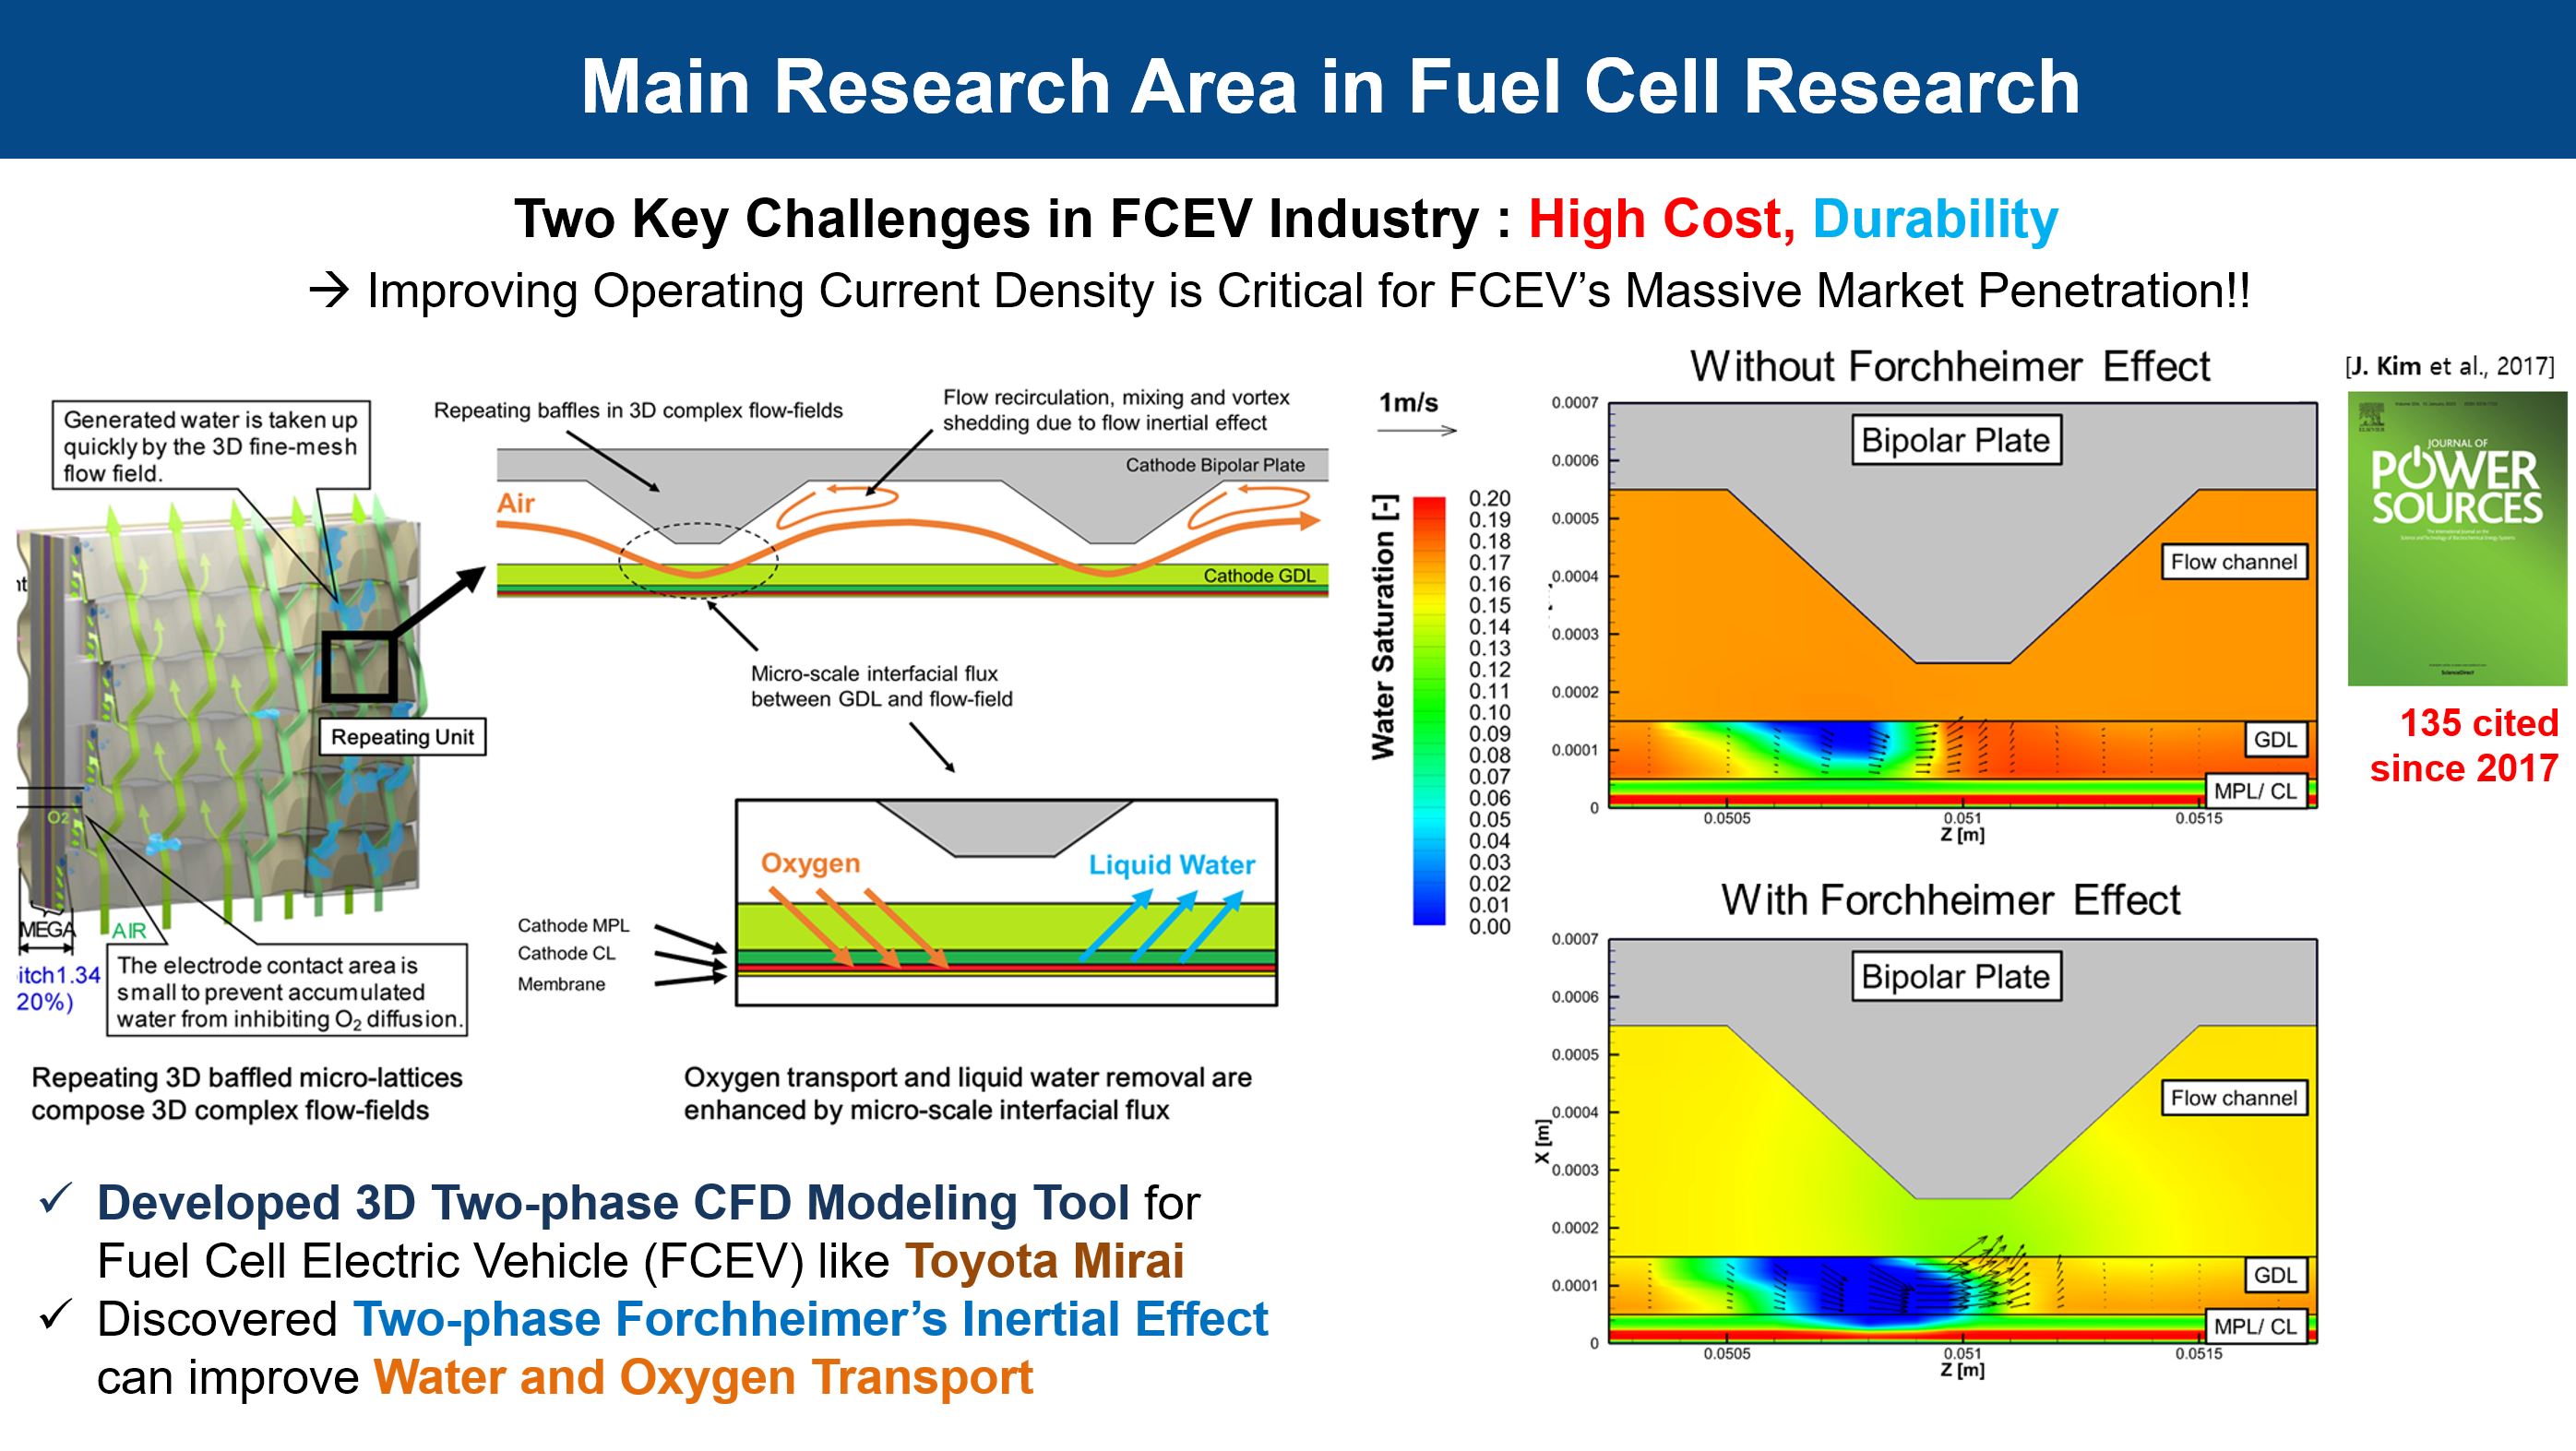 Main Research Area in Fuel Cell Research
Two Key Challenges in FCEV Industry : High Cost, Durability
→ Improving Operating Current Density is Critical for FCEV’s Massive Market Penetration!!
Generated water is taken up
quickly by the 3D fine-mesh
flow field.
nt
Repeating Unit
O2
MEGA
AIR
itch1.34
20%)
The electrode contact area is
small to prevent accumulated
water from inhibiting O2 diffusion.
Repeating 3D baffled micro-lattices
compose 3D complex flow-fields
Repeating baffles in 3D complex flow-fields
Flow recirculation, mixing and vortex
shedding due to flow inertial effect
Cathode Bipolar Plate
Air
Cathode GDL
Micro-scale interfacial flux
between GDL and flow-field
Oxygen
Liquid Water
Cathode MPL
Cathode CL
Membrane
Oxygen transport and liquid water removal are
enhanced by micro-scale interfacial flux
1m/s
Water Saturation [-]
0.20
0.19
0.18
0.17
0.16
0.15
0.14
0.13
0.12
0.11
0.10
0.09
0.08
0.07
0.06
0.05
0.04
0.03
0.02
0.01
0.00
Without Forchheimer Effect
0.0007
0.0006
0.0005
0.0004
0.0003
0.0002
0.0001
0
Bipolar Plate
Flow channel
GDL
MPL/ CL
0.0505
0.051
0.0515
Z [m]
With Forchheimer Effect
0.0007
0.0006
0.0005
0.0004
0.0003
0.0002
0.0001
0
X [m]
Bipolar Plate
Flow channel
GDL
MPL/ CL
0.0505
0.051
0.0515
Z [m]
[J. Kim et al., 2017]
ELSEVIER
JOURNAL OF
POWER
SOURCES
ScienceDirect
135 cited
since 2017
✓ Developed 3D Two-phase CFD Modeling Tool for
Fuel Cell Electric Vehicle (FCEV) like Toyota Mirai
✓ Discovered Two-phase Forchheimer’s Inertial Effect
can improve Water and Oxygen Transport